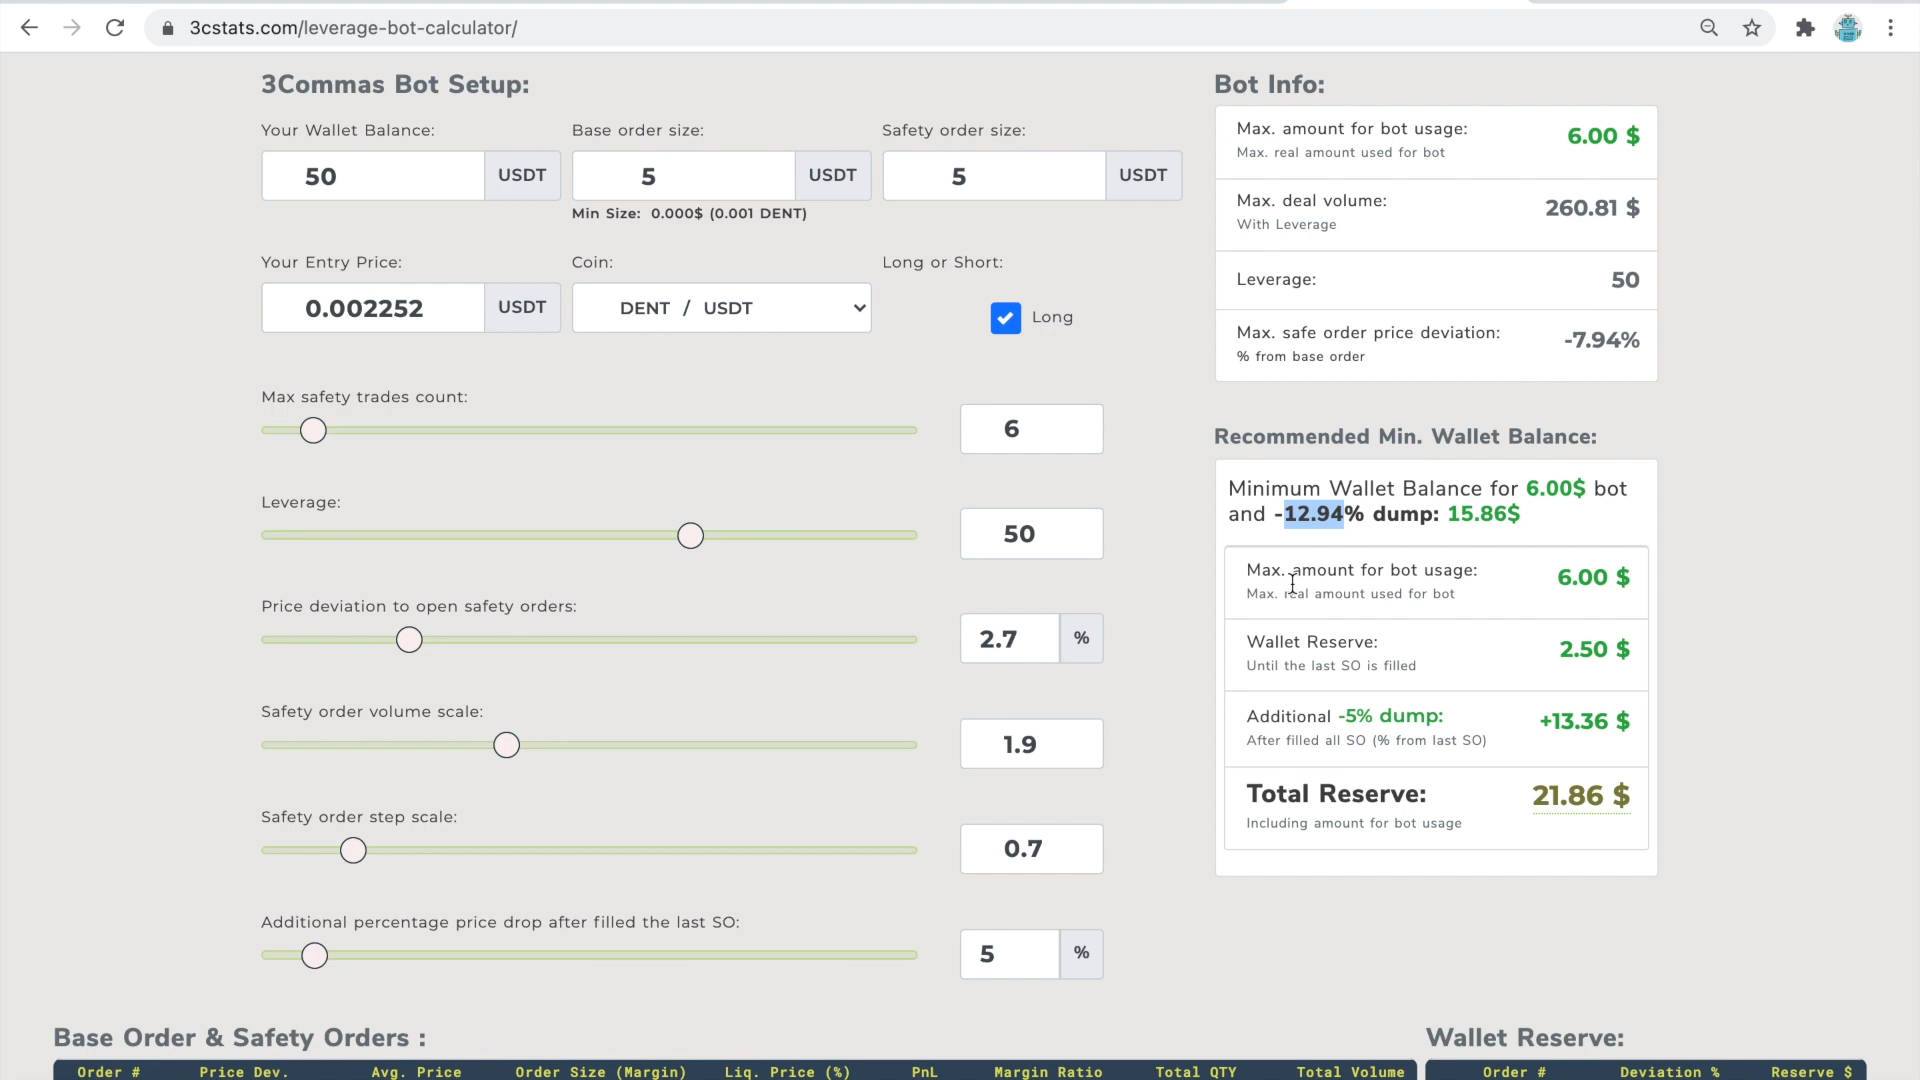 3cstats.com/leverage-bot-calculator/
3Commas Bot Setup:
Your Wallet Balance:
Base order size:
Safety order size:
50 USDT
5 USDT
5 USDT
Min Size: 0.000$ (0.001 DENT)
Your Entry Price:
Coin:
Long or Short:
0.002252 USDT
DENT / USDT
Long
Max safety trades count:
6
Leverage:
50
Price deviation to open safety orders:
2.7 %
Safety order volume scale:
1.9
Safety order step scale:
0.7
Additional percentage price drop after filled the last SO:
5 %
Bot Info:
Max. amount for bot usage:
6.00 $
Max. real amount used for bot
Max. deal volume:
260.81 $
With Leverage
Leverage:
50
Max. safe order price deviation:
-7.94%
% from base order
Recommended Min. Wallet Balance:
Minimum Wallet Balance for 6.00$ bot
and -12.94% dump: 15.86$
Max. amount for bot usage:
6.00 $
Max. real amount used for bot
Wallet Reserve:
2.50 $
Until the last SO is filled
Additional -5% dump:
+13.36 $
After filled all SO (% from last SO)
Total Reserve:
21.86 $
Including amount for bot usage
Base Order & Safety Orders :
Order # Price Dev. Avg. Price Order Size (Margin) Liq. Price (%) PnL Margin Ratio Total QTY Total Volume
Wallet Reserve:
Order # Deviation % Reserve $